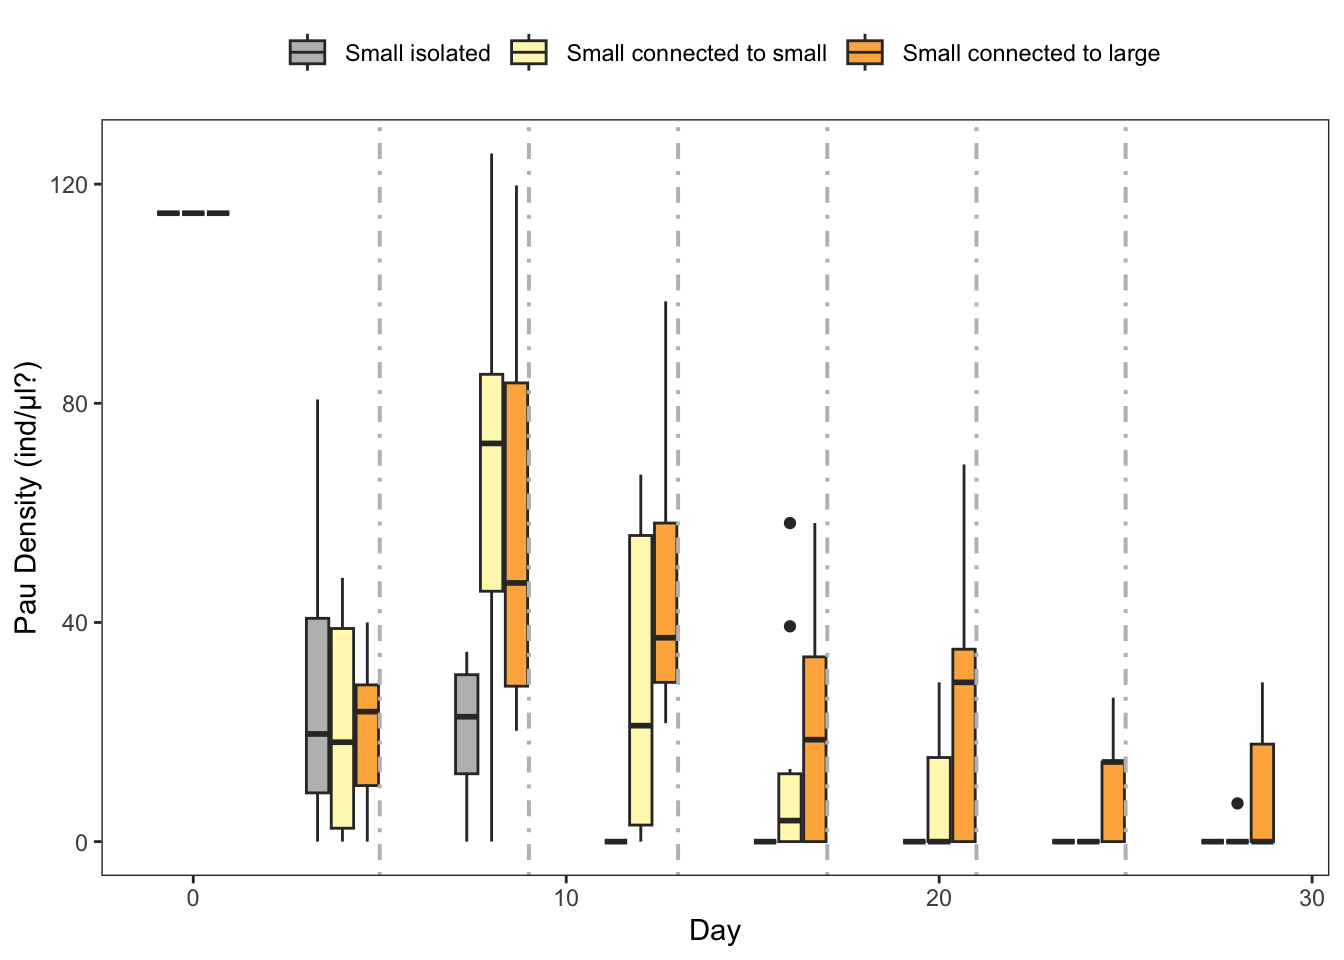 Small isolated Small connected to small Small connected to large
120
80
40
0
Pau Density (ind/μl?)
0 10 20 30
Day